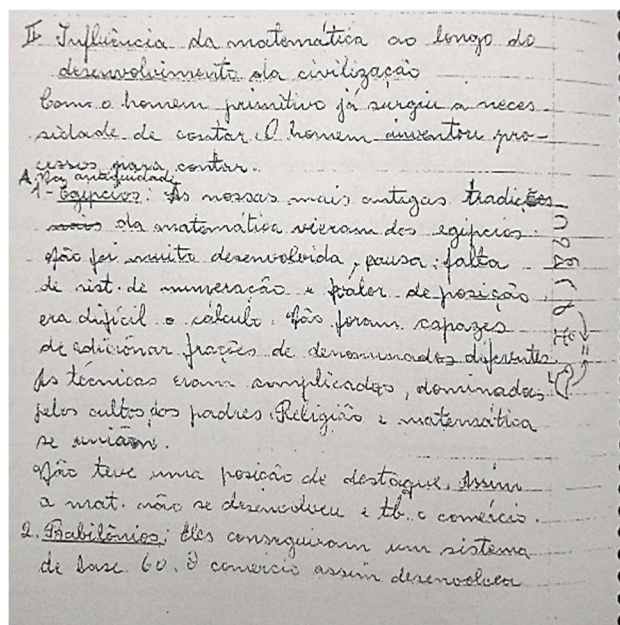 II Influência da matemática ao longo do
desenvolvimento da civilização
Com o homem primitivo já surgiu a neces-
sidade de contar. O homem inventou pro-
cessos para contar.
A. Na antiguidade
1- Egípcios: As nossas mais antigas tradições
da matemática vieram dos egípcios.
Não foi muito desenvolvida, falta
de sist. de numeração e valor de posição,
era difícil o cálculo. Não foram capazes
de adicionar frações de denominados diferentes.
As técnicas eram complicadas, dominadas
pelos cultos dos padres. Religião e matemática
se uniam.
Não teve uma posição de destaque. Assim
a mat. não se desenvolveu e tb. o comércio.
2. Babilônios: Eles conseguiram um sistema
de base 60. O comércio assim desenvolveu